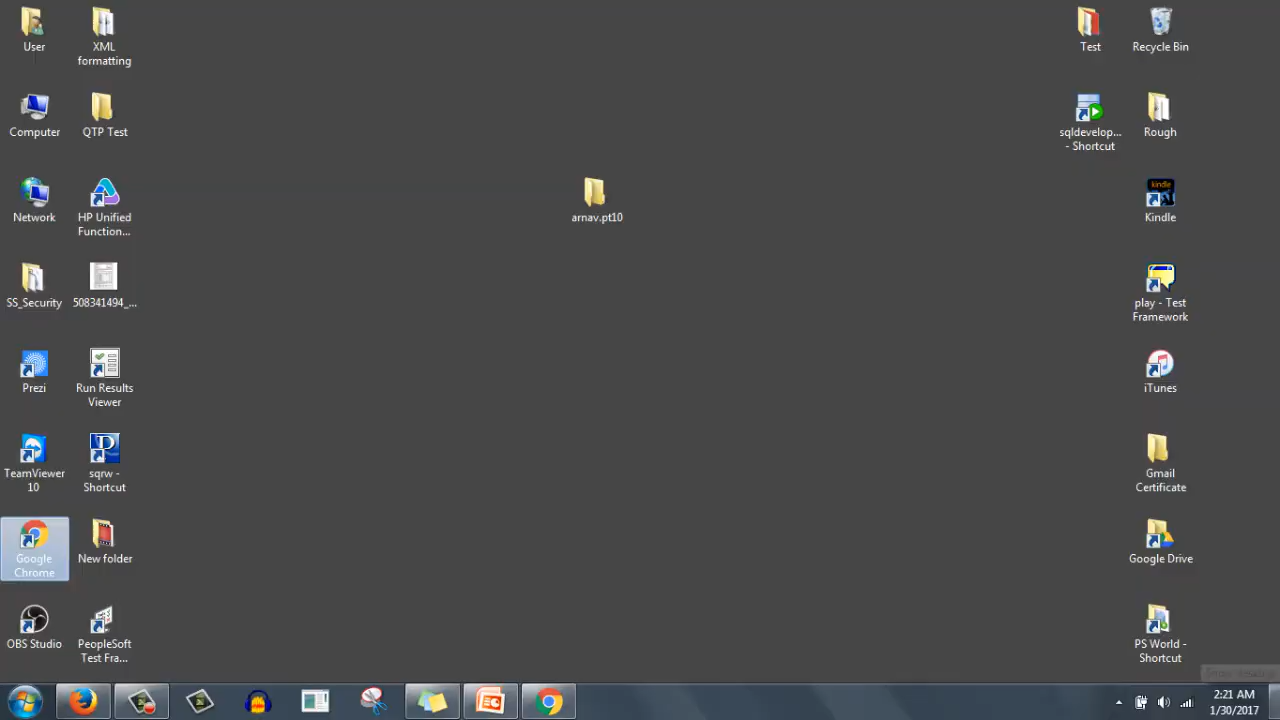 User
XML
formatting
Test
Recycle Bin
Computer
QTP Test
sqldevelop...
- Shortcut
Rough
Network
HP Unified
Function...
arnav.pt10
kindle
Kindle
SS_Security
508341494_...
play - Test
Framework
Prezi
Run Results
Viewer
iTunes
TeamViewer
10
sqrw -
Shortcut
Gmail
Certificate
Google
Chrome
New folder
Google Drive
OBS Studio
PeopleSoft
Test Fra...
PS World -
Shortcut
2:21 AM
1/30/2017